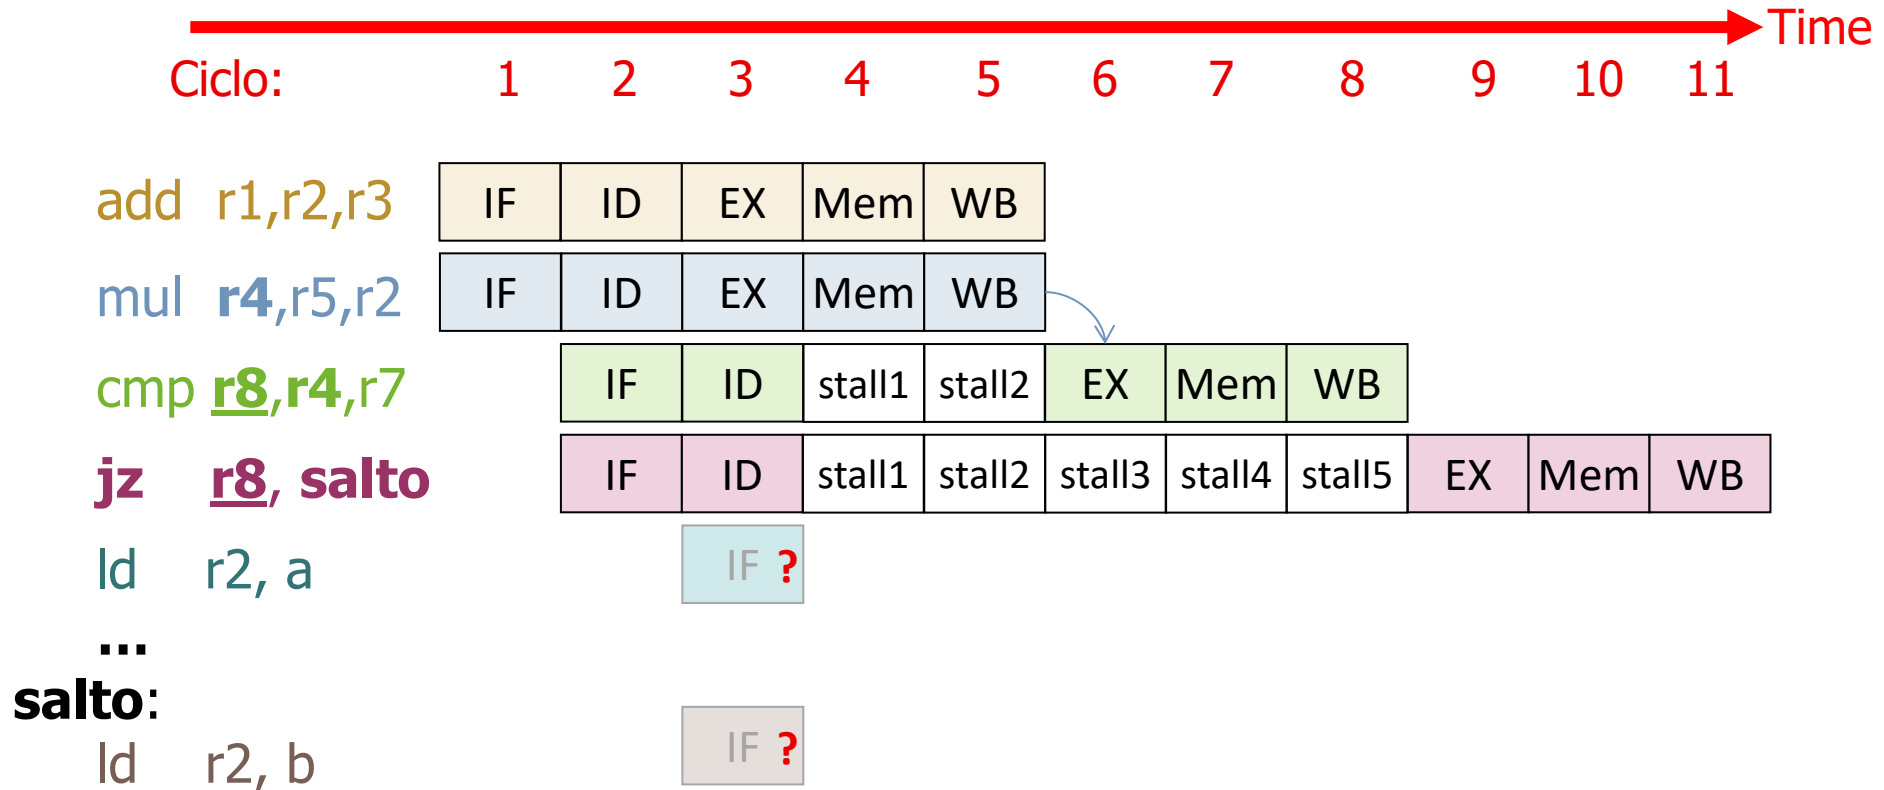 Time
Ciclo: 1 2 3 4 5 6 7 8 9 10 11
add r1,r2,r3 IF ID EX Mem WB
mul r4,r5,r2 IF ID EX Mem WB
cmp r8,r4,r7 IF ID stall1 stall2 EX Mem WB
jz r8, salto IF ID stall1 stall2 stall3 stall4 stall5 EX Mem WB
ld r2, a IF ?
...
salto:
ld r2, b IF ?